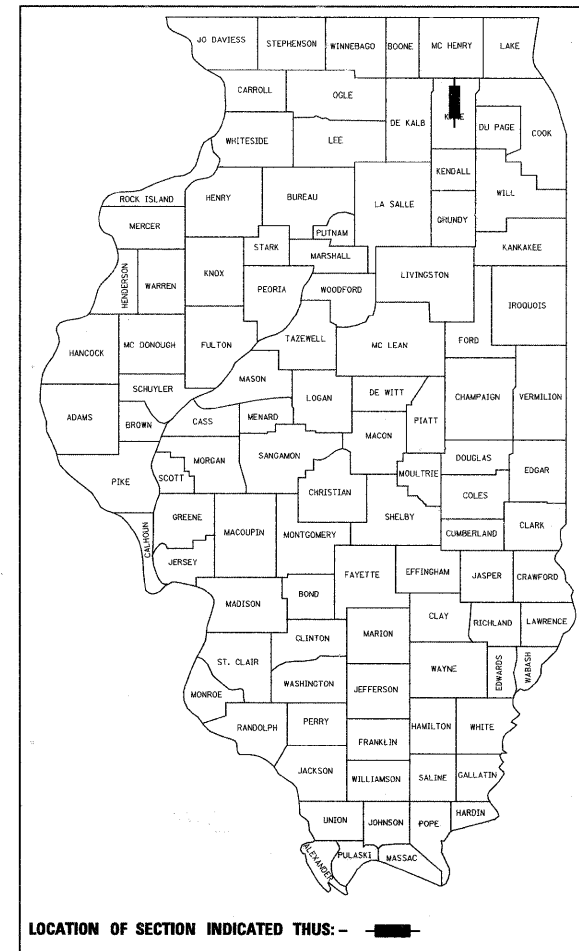 JO DAVIESS STEPHENSON WINNEBAGO BOONE MC HENRY LAKE
CARROLL OGLE
DE KALB DU PAGE COOK
WHITESIDE LEE
KENDALL
ROCK ISLAND HENRY BUREAU LA SALLE WILL
MERCER GRUNDY
PUTNAM
STARK MARSHALL KANKAKEE
HENDERSON WARREN KNOX LIVINGSTON
PEORIA WOODFORD IROQUOIS
HANCOCK MC DONOUGH FULTON TAZEWELL MC LEAN FORD
MASON
SCHUYLER LOGAN DE WITT CHAMPAIGN VERMILION
ADAMS BROWN CASS MENARD PIATT
MACON
MORGAN SANGAMON DOUGLAS
PIKE SCOTT MOULTRIE EDGAR
CHRISTIAN COLES
GREENE SHELBY
CALHOUN MACOUPIN MONTGOMERY CUMBERLAND CLARK
JERSEY
FAYETTE EFFINGHAM JASPER CRAWFORD
MADISON BOND
CLAY RICHLAND LAWRENCE
CLINTON MARION
ST. CLAIR WAYNE EDWARDS WABASH
WASHINGTON JEFFERSON
MONROE
RANDOLPH PERRY HAMILTON WHITE
FRANKLIN
JACKSON WILLIAMSON SALINE GALLATIN
UNION JOHNSON POPE HARDIN
ALEXANDER PULASKI MASSAC
LOCATION OF SECTION INDICATED THUS: -